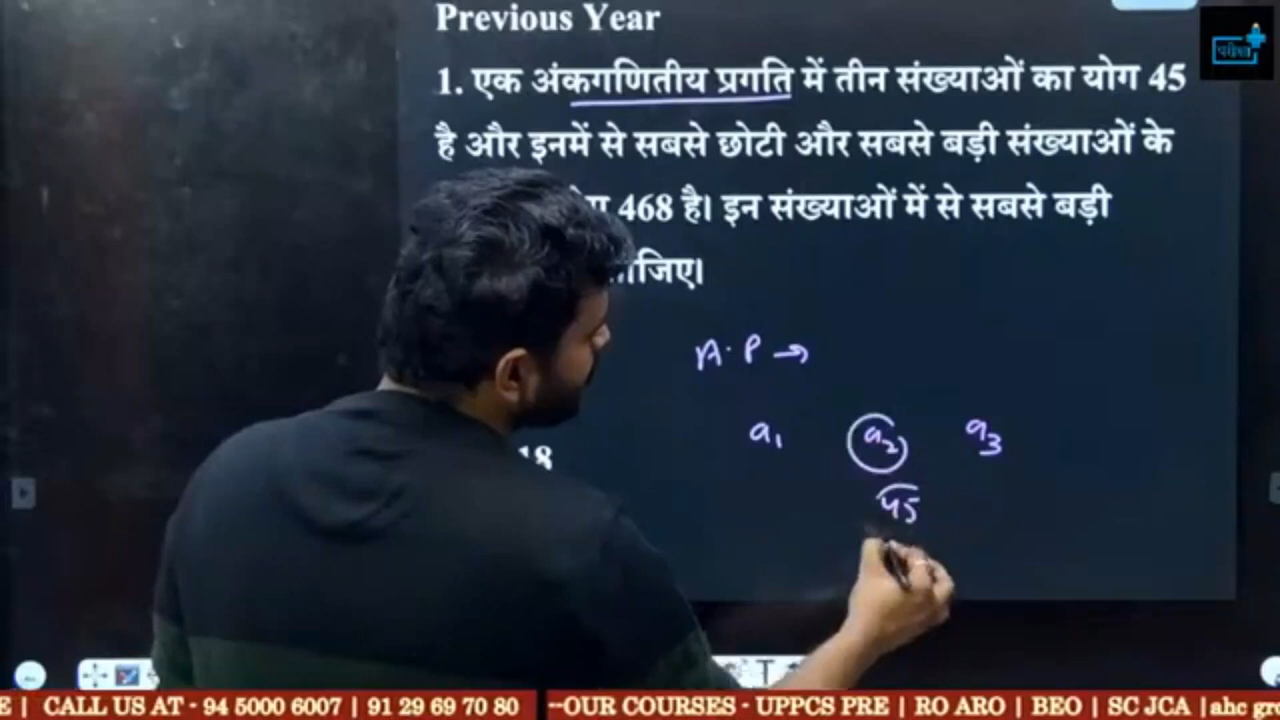 Previous Year
परीक्षा
1. एक अंकगणितीय प्रगति में तीन संख्याओं का योग 45
है और इनमें से सबसे छोटी और सबसे बड़ी संख्याओं के
468 है। इन संख्याओं में से सबसे बड़ी
A.P →
a₁ a₂ a₃
18
45
CALL US AT - 94 5000 6007 | 91 29 69 70 80 --OUR COURSES - UPPCS PRE | RO ARO | BEO | SC JCA |ahc